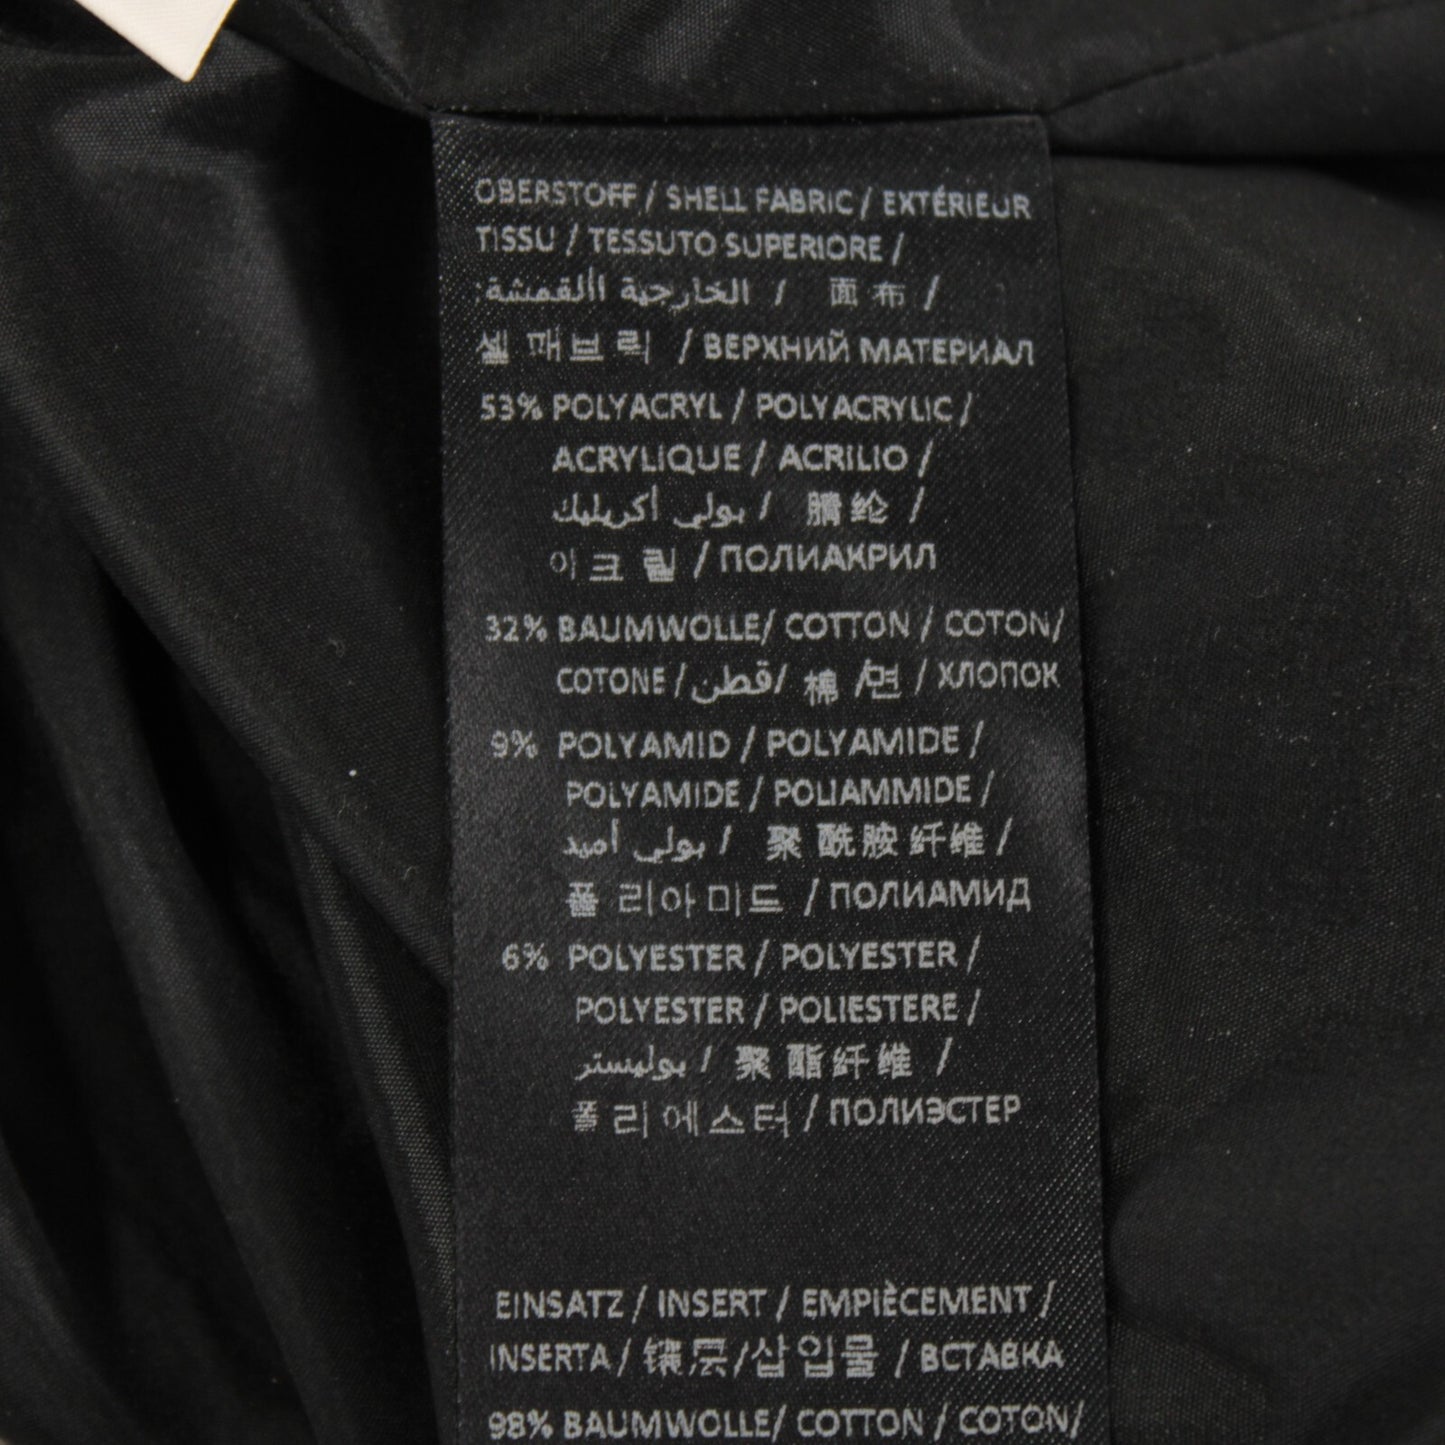 OBERSTOFF / SHELL FABRIC / EXTÉRIEUR
TISSU / TESSUTO SUPERIORE /
الخارجية األقمشة: / 面布 /
셸 패브릭 / ВЕРХНИЙ МАТЕРИАЛ
53% POLYACRYL / POLYACRYLIC /
ACRYLIQUE / ACRILIO /
بولي أكريليك / 腈纶 /
아크릴 / ПОЛИАКРИЛ
32% BAUMWOLLE/ COTTON / COTON/
COTONE / قطن/ 棉 /면 / ХЛОПОК
9% POLYAMID / POLYAMIDE /
POLYAMIDE / POLIAMMIDE /
بولي أميد / 聚酰胺纤维 /
폴리아미드 / ПОЛИАМИД
6% POLYESTER / POLYESTER /
POLYESTER / POLIESTERE /
بوليستر / 聚酯纤维 /
폴리에스터 / ПОЛИЭСТЕР
EINSATZ / INSERT / EMPIÈCEMENT /
INSERTA / 镶层/삽입물 / ВСТАВКА
98% BAUMWOLLE/ COTTON / COTON/